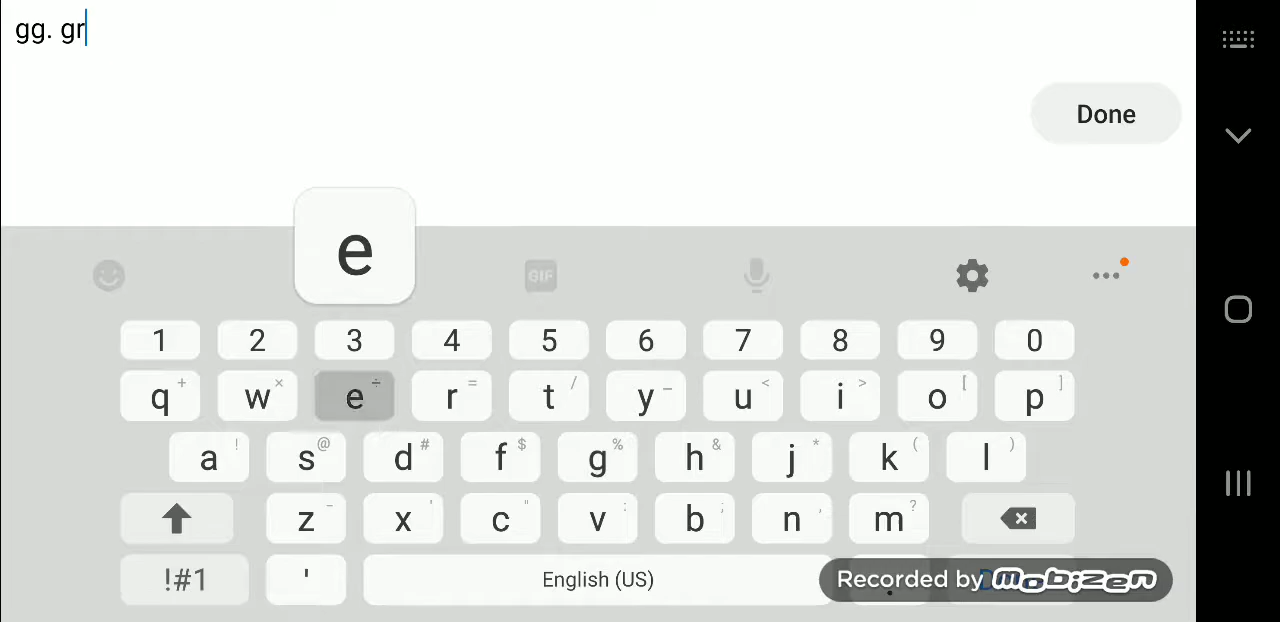 gg. gr
Done
e
GIF
1 2 3 4 5 6 7 8 9 0
q + w × e ÷ r = t / y _ u < i > o [ p ]
a ! s @ d # f $ g % h & j * k ( l )
z - x ' c " v : b ; n , m ?
!#1 ' English (US) .
Recorded by mobizen